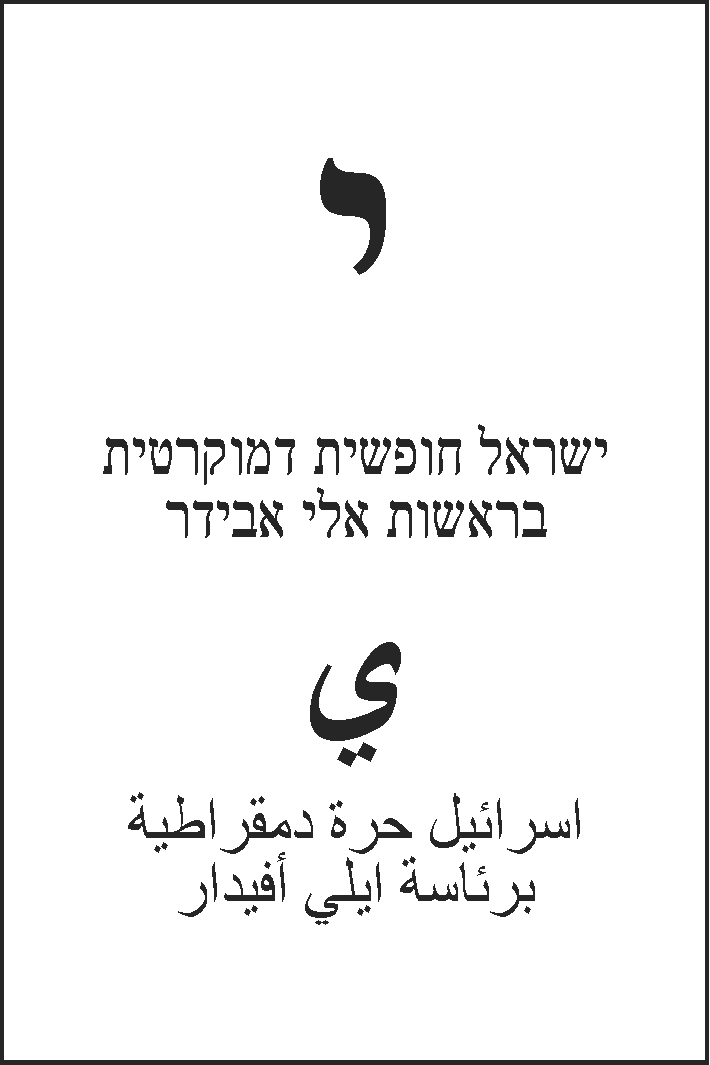 י
ישראל חופשית דמוקרטית
בראשות אלי אבידר
ي
اسرائيل حرة دمقراطية
برئاسة ايلي أفيدار